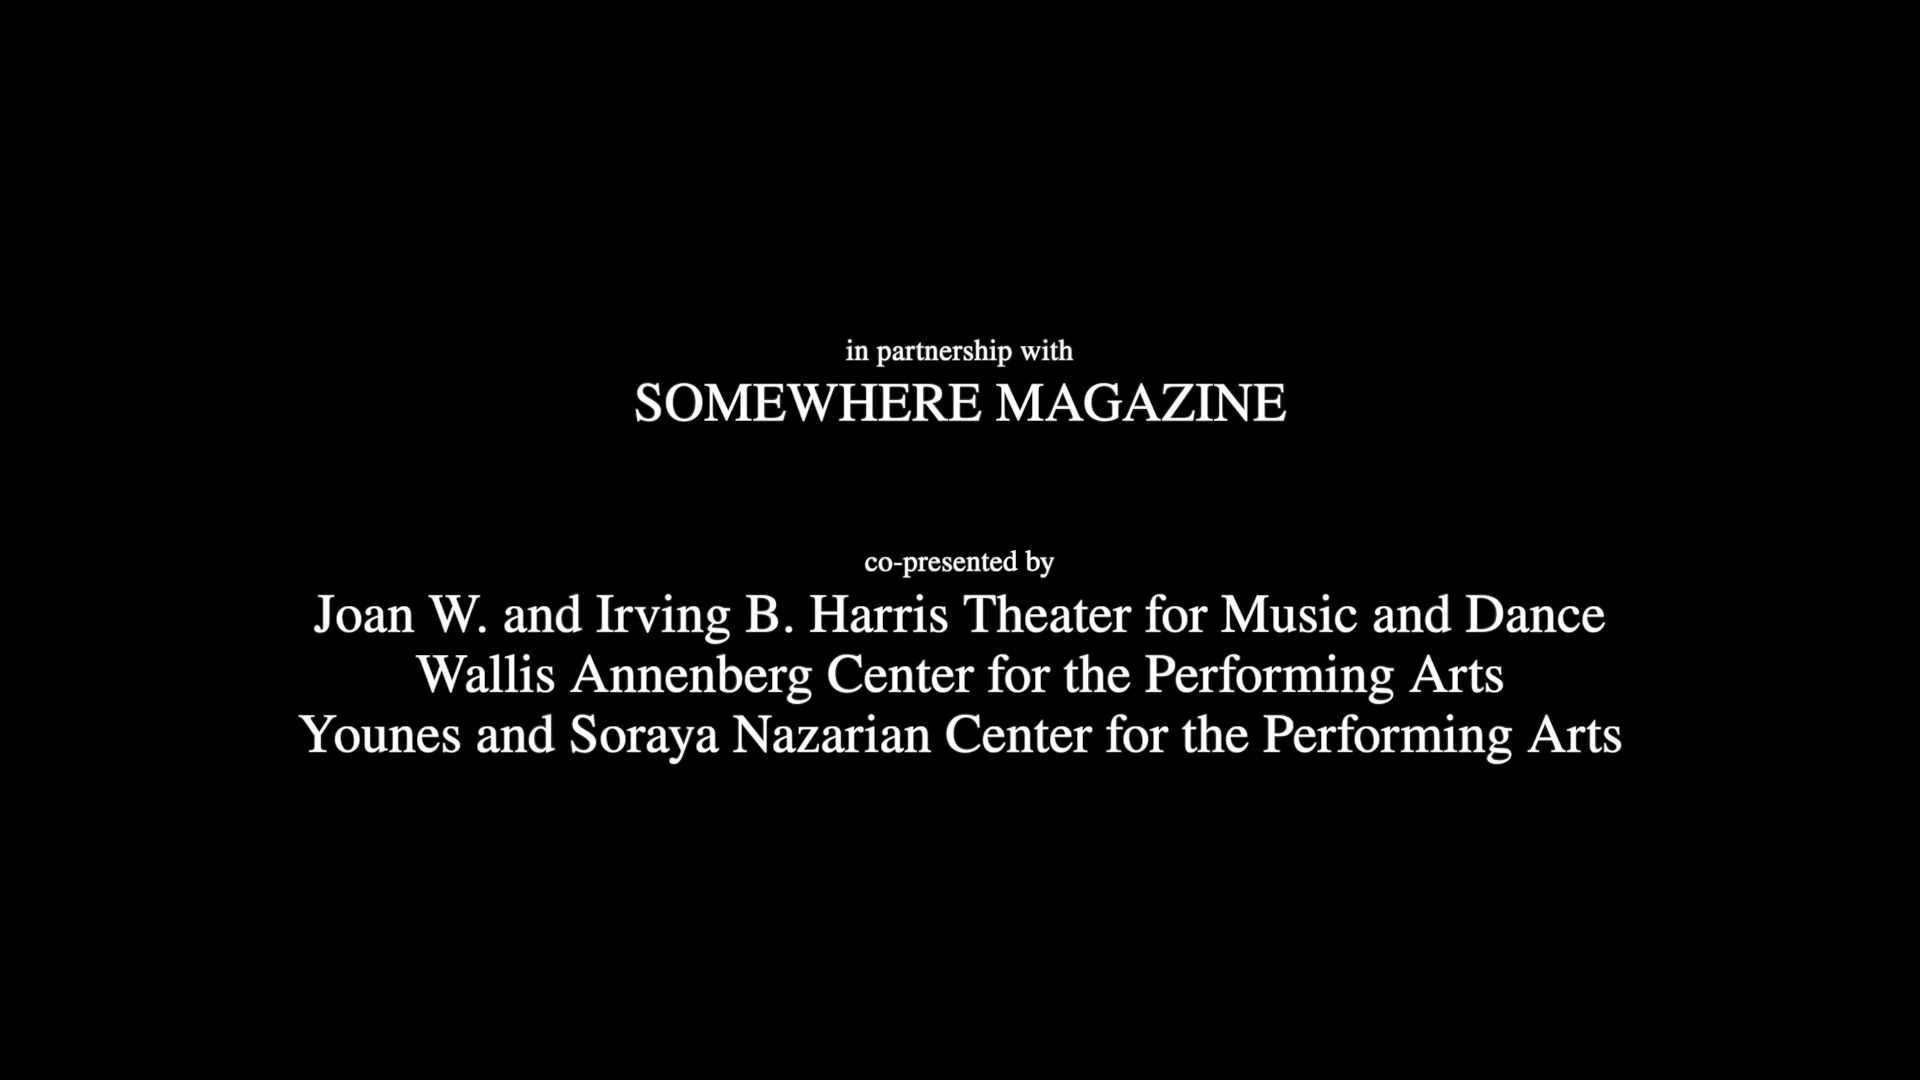 in partnership with
SOMEWHERE MAGAZINE
co-presented by
Joan W. and Irving B. Harris Theater for Music and Dance
Wallis Annenberg Center for the Performing Arts
Younes and Soraya Nazarian Center for the Performing Arts